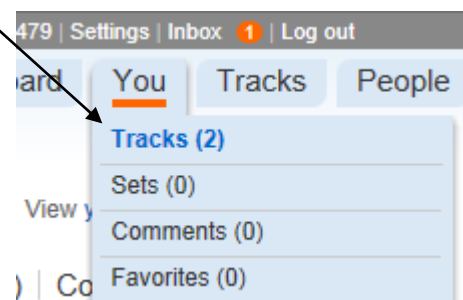 479 | Settings | Inbox 1 | Log out
ard You Tracks People
Tracks (2)
Sets (0)
View y
Comments (0)
) | Co Favorites (0)